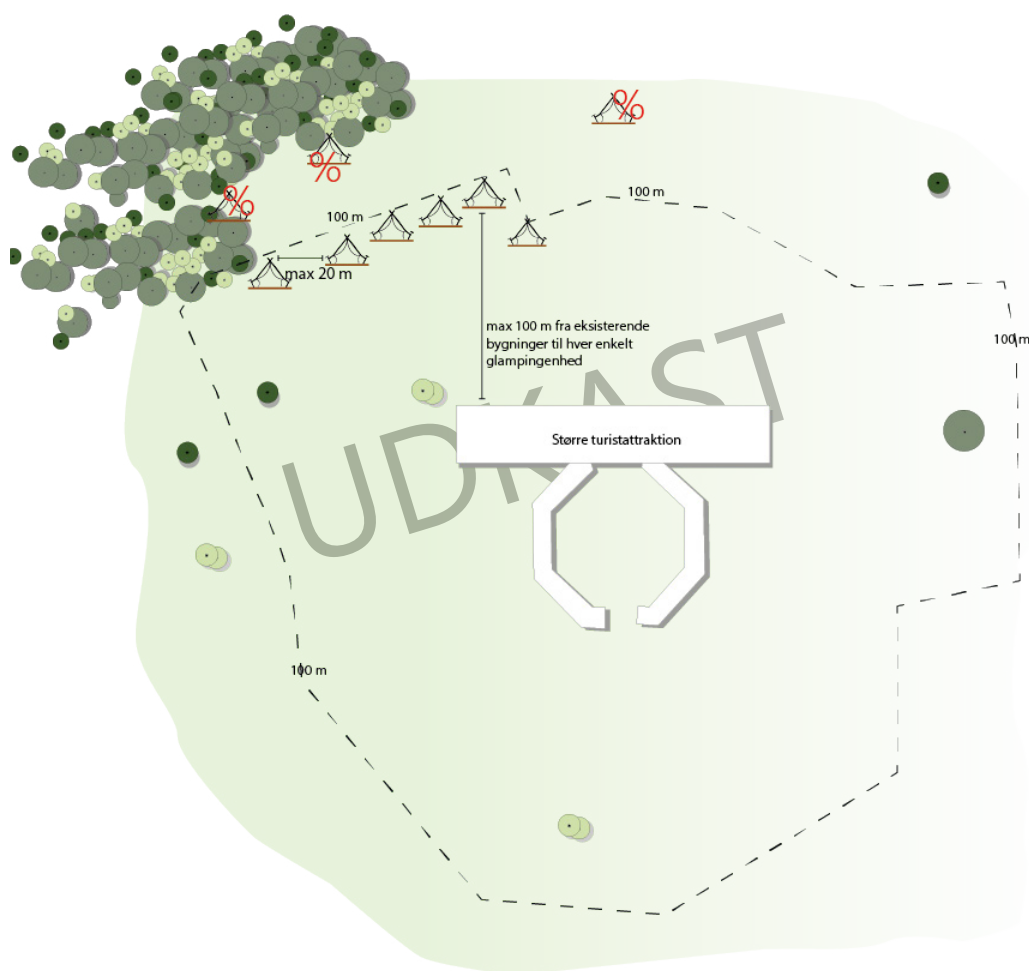 %
%
%
100 m
100 m
max 20 m
max 100 m fra eksisterende
bygninger til hver enkelt
glampingenhed
100 m
UDKAST
Større turistattraktion
100 m